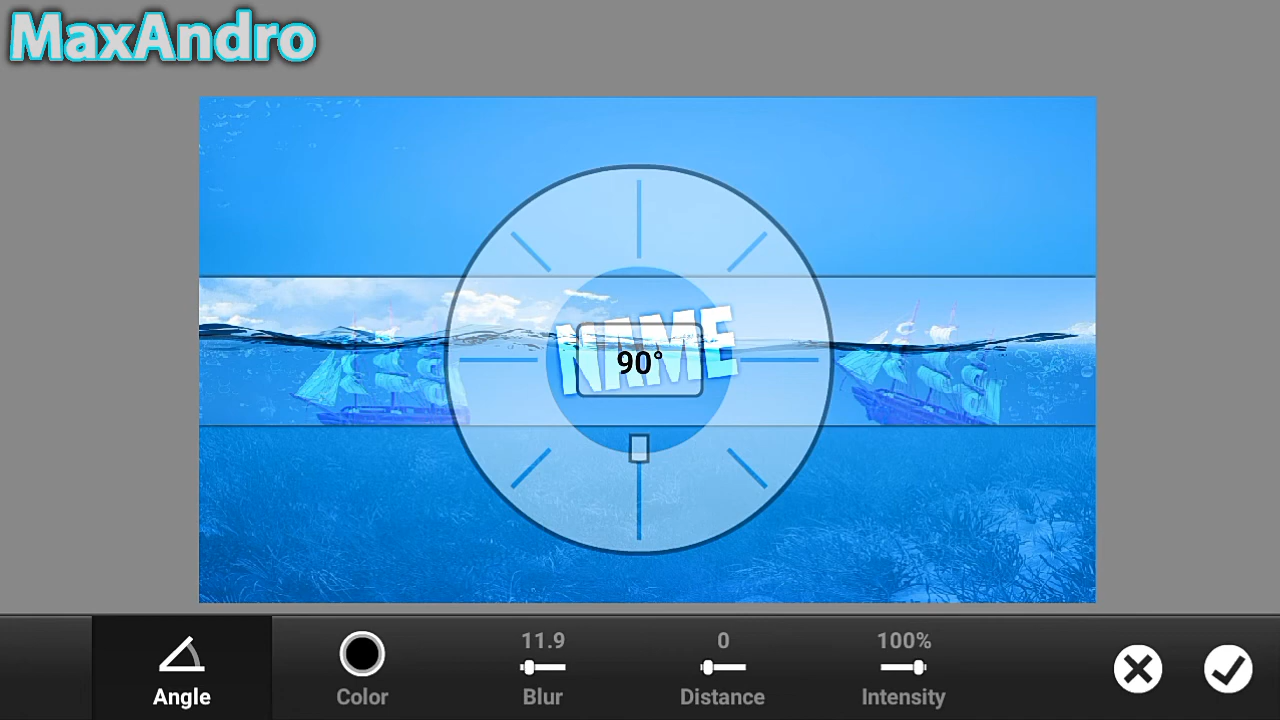 MaxAndro
NAME
90°
11.9
0
100%
Angle
Color
Blur
Distance
Intensity